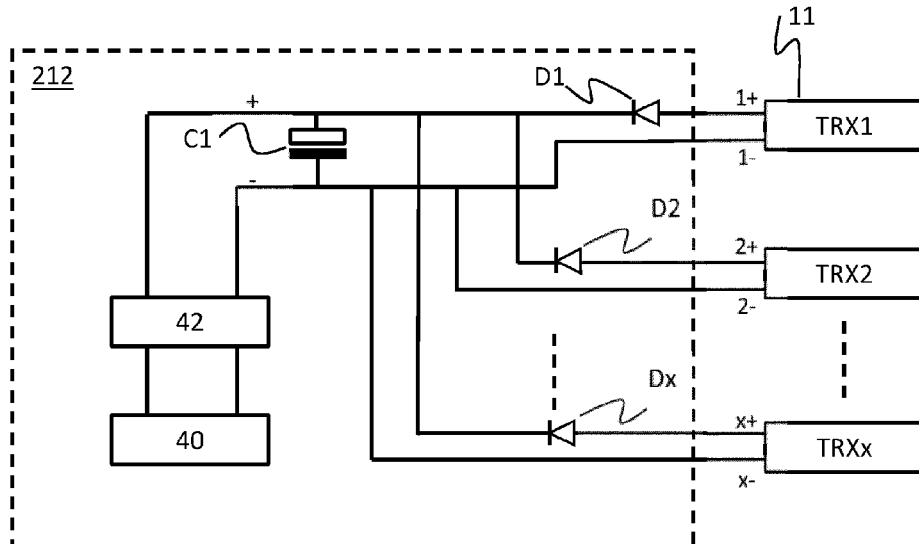 11
212
D1
+
1+
C1
TRX1
1-
-
D2
2+
42
TRX2
2-
Dx
40
x+
TRXx
x-